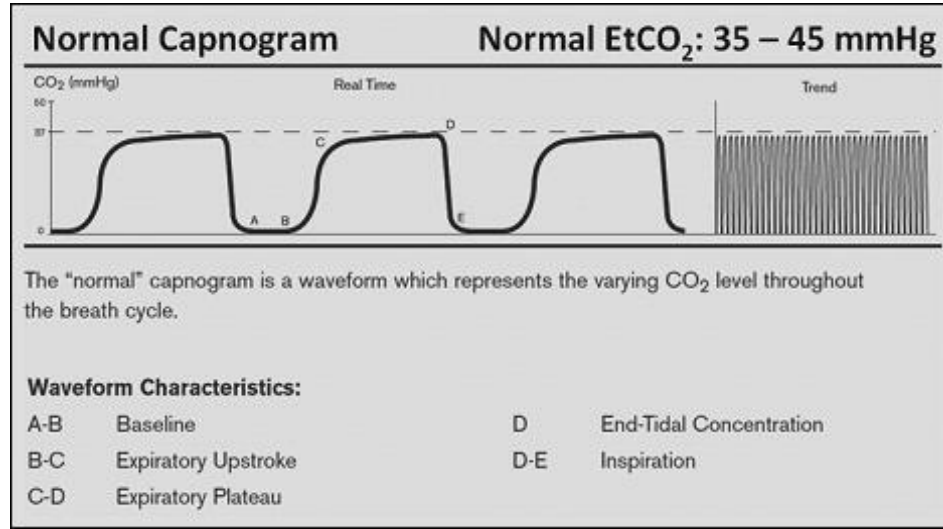 Normal Capnogram
Normal EtCO₂: 35 – 45 mmHg
CO₂ (mmHg)
Real Time
Trend
50
37
0
A
B
C
D
E
The “normal” capnogram is a waveform which represents the varying CO₂ level throughout
the breath cycle.
Waveform Characteristics:
A-B Baseline
B-C Expiratory Upstroke
C-D Expiratory Plateau
D End-Tidal Concentration
D-E Inspiration